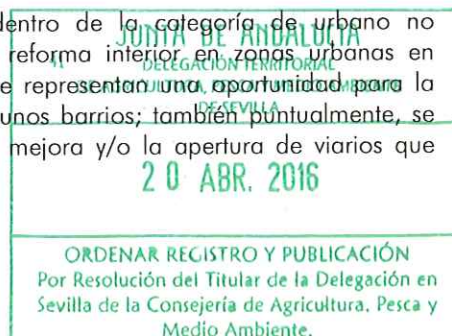 dentro de la categoría de urbano no
JUNTA DE ANDALUCIA
reforma interior en zonas urbanas en
DELEGACIÓN TERRITORIAL
e representan una oportunidad para la
DE SEVILLA
unos barrios; también puntualmente, se
mejora y/o la apertura de viarios que
20 ABR. 2016
ORDENAR REGISTRO Y PUBLICACIÓN
Por Resolución del Titular de la Delegación en
Sevilla de la Consejería de Agricultura, Pesca y
Medio Ambiente.